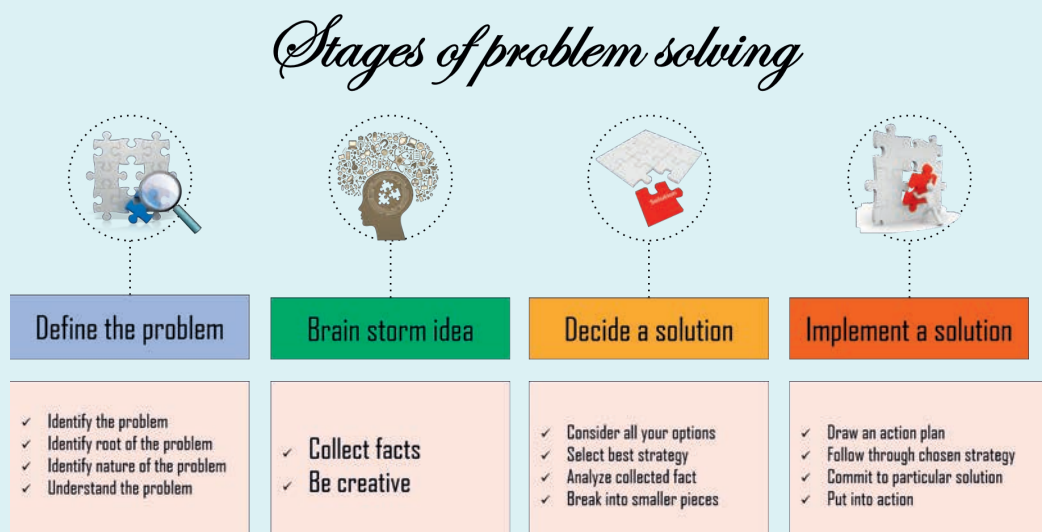 Stages of problem solving
Define the problem
Identify the problem
Identify root of the problem
Identify nature of the problem
Understand the problem
Brain storm idea
Collect facts
Be creative
Solution
Decide a solution
Consider all your options
Select best strategy
Analyze collected fact
Break into smaller pieces
Implement a solution
Draw an action plan
Follow through chosen strategy
Commit to particular solution
Put into action